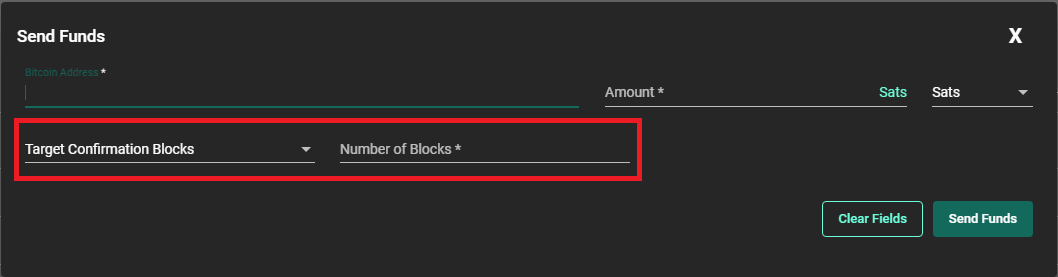 Send Funds X
Bitcoin Address *
Amount * Sats Sats
Target Confirmation Blocks Number of Blocks *
Clear Fields Send Funds